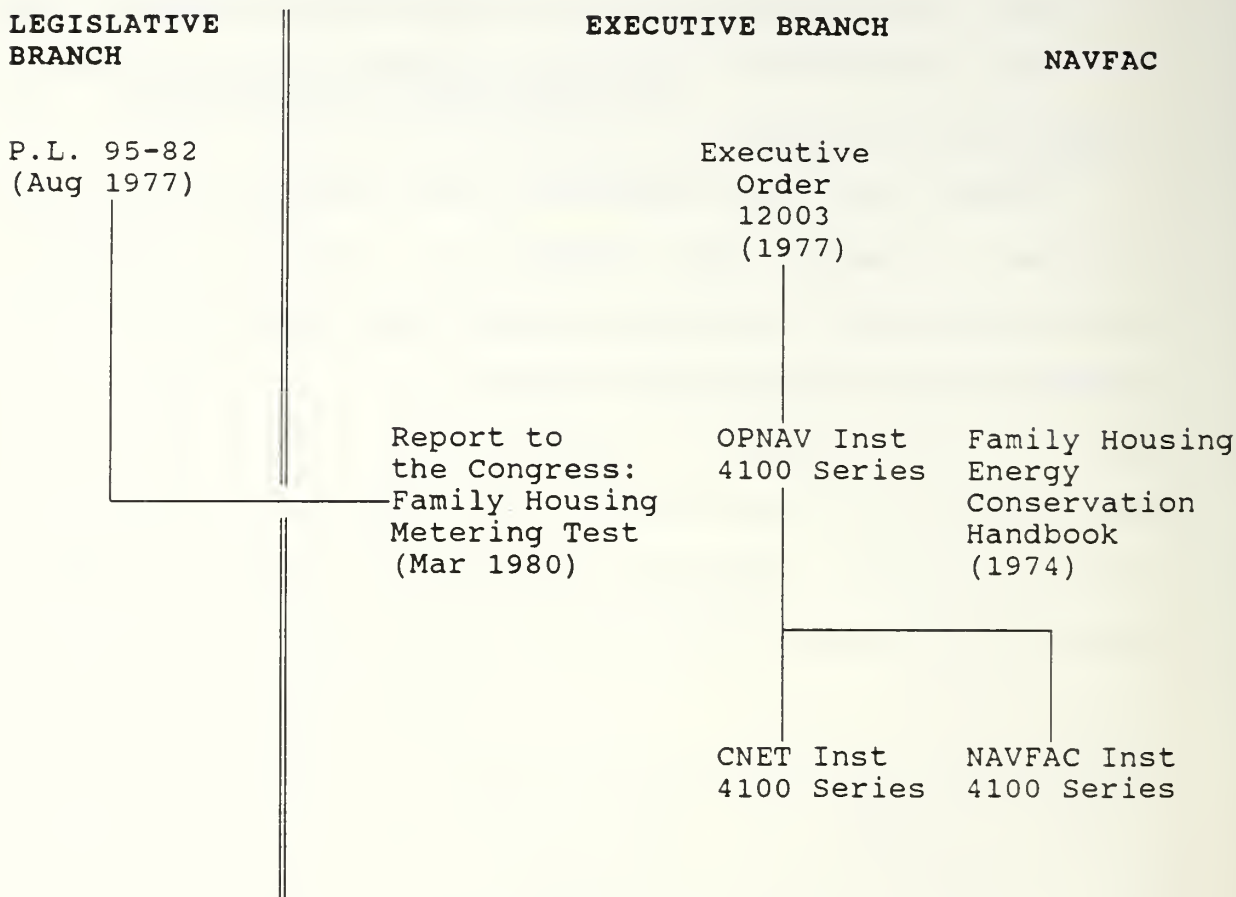 LEGISLATIVE
BRANCH
EXECUTIVE BRANCH
NAVFAC
P.L. 95-82
(Aug 1977)
Executive
Order
12003
(1977)
Report to
the Congress:
Family Housing
Metering Test
(Mar 1980)
OPNAV Inst
4100 Series
Family Housing
Energy
Conservation
Handbook
(1974)
CNET Inst
4100 Series
NAVFAC Inst
4100 Series